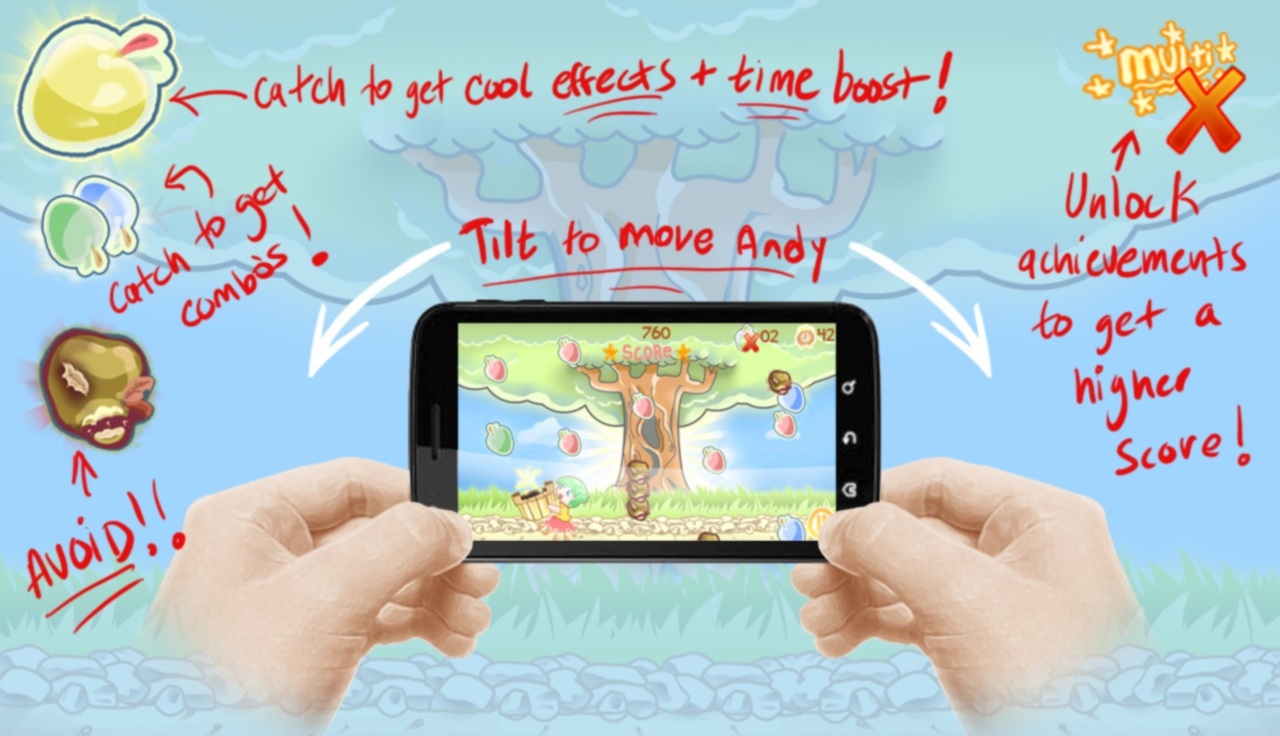 catch to get cool effects + time boost!
multi
catch to get
combo's!
Tilt to move Andy
Unlock
achievements
to get a
higher
score!
760
SCORE
02
42
AVOID!!